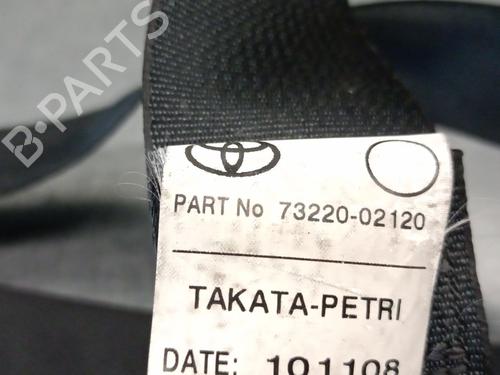 B-PARTS
PART No 73220-02120
TAKATA-PETRI
DATE: 101108